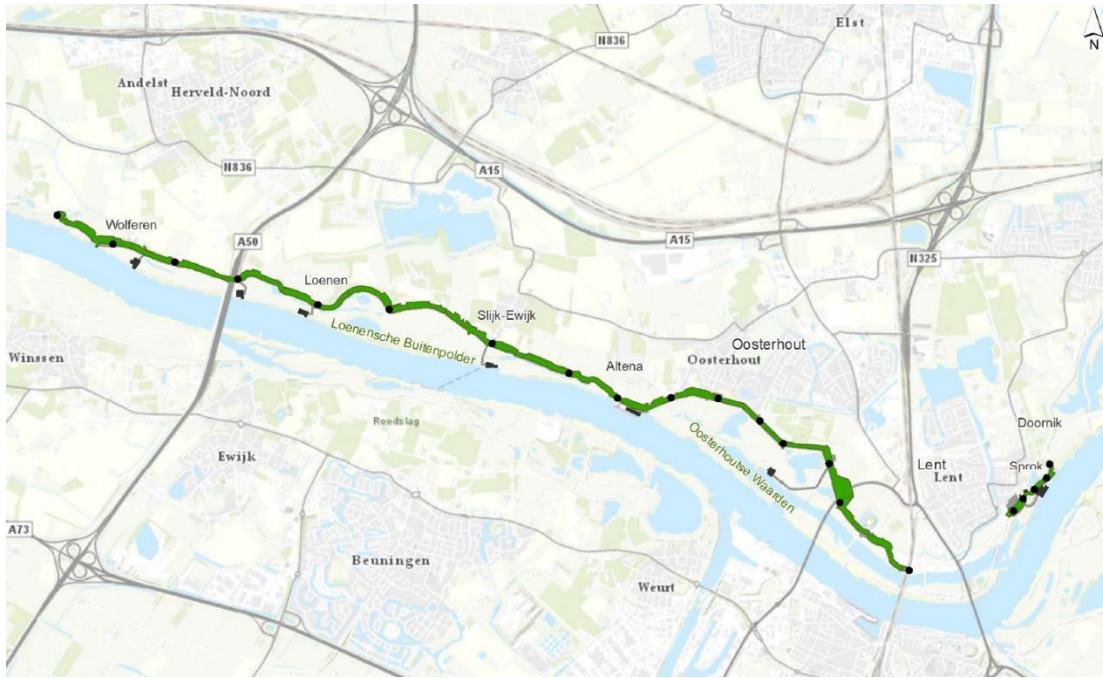 Elst
N836
N
Andelst
Herveld-Noord
N836
A15
Wolferen
A50
A15
N325
Loenen
Slijk-Ewijk
Loenensche Buitenpolder
Winssen
Altena
Oosterhout
Oosterhout
Roodslag
Oosterhoutse Waarden
Doornik
Ewijk
Lent
Lent
Sprok
A73
Beuningen
Weurt